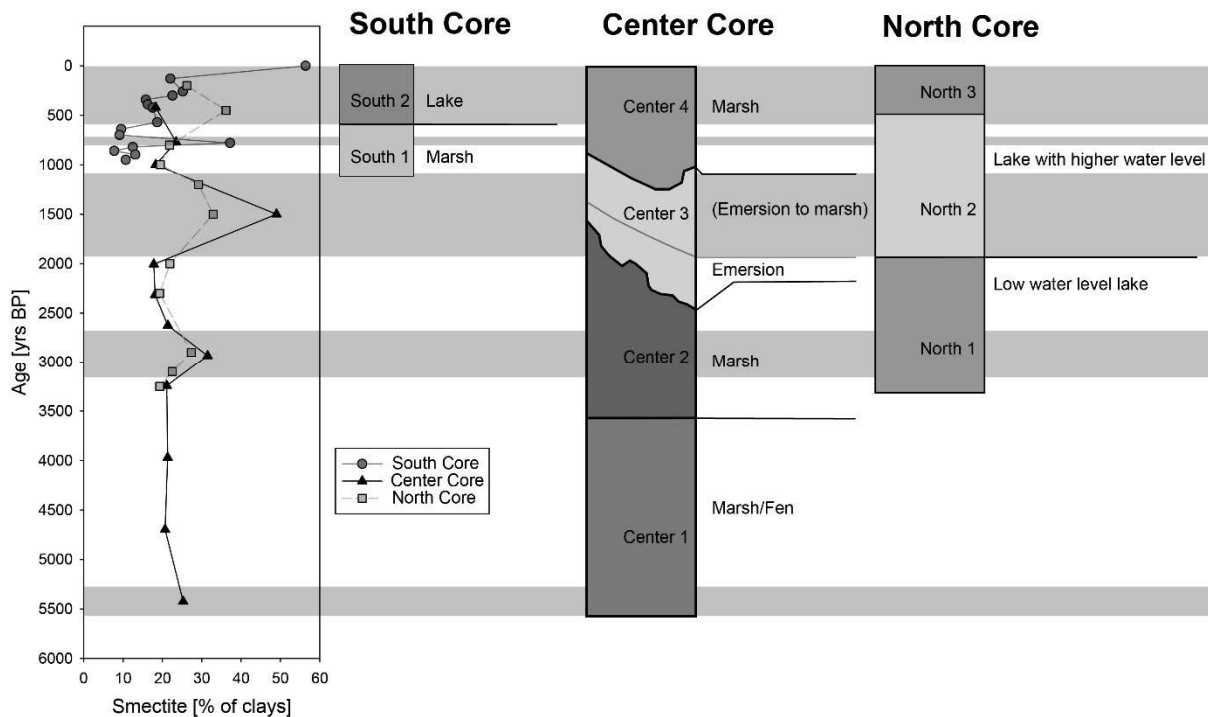 South Core
Center Core
North Core
0
500
1000
1500
2000
2500
3000
3500
4000
4500
5000
5500
6000
Age [yrs BP]
0 10 20 30 40 50 60
Smectite [% of clays]
South Core
Center Core
North Core
South 2 Lake
South 1 Marsh
Center 4 Marsh
Center 3 (Emersion to marsh)
Emersion
Center 2 Marsh
Center 1 Marsh/Fen
North 3
Lake with higher water level
North 2
Low water level lake
North 1